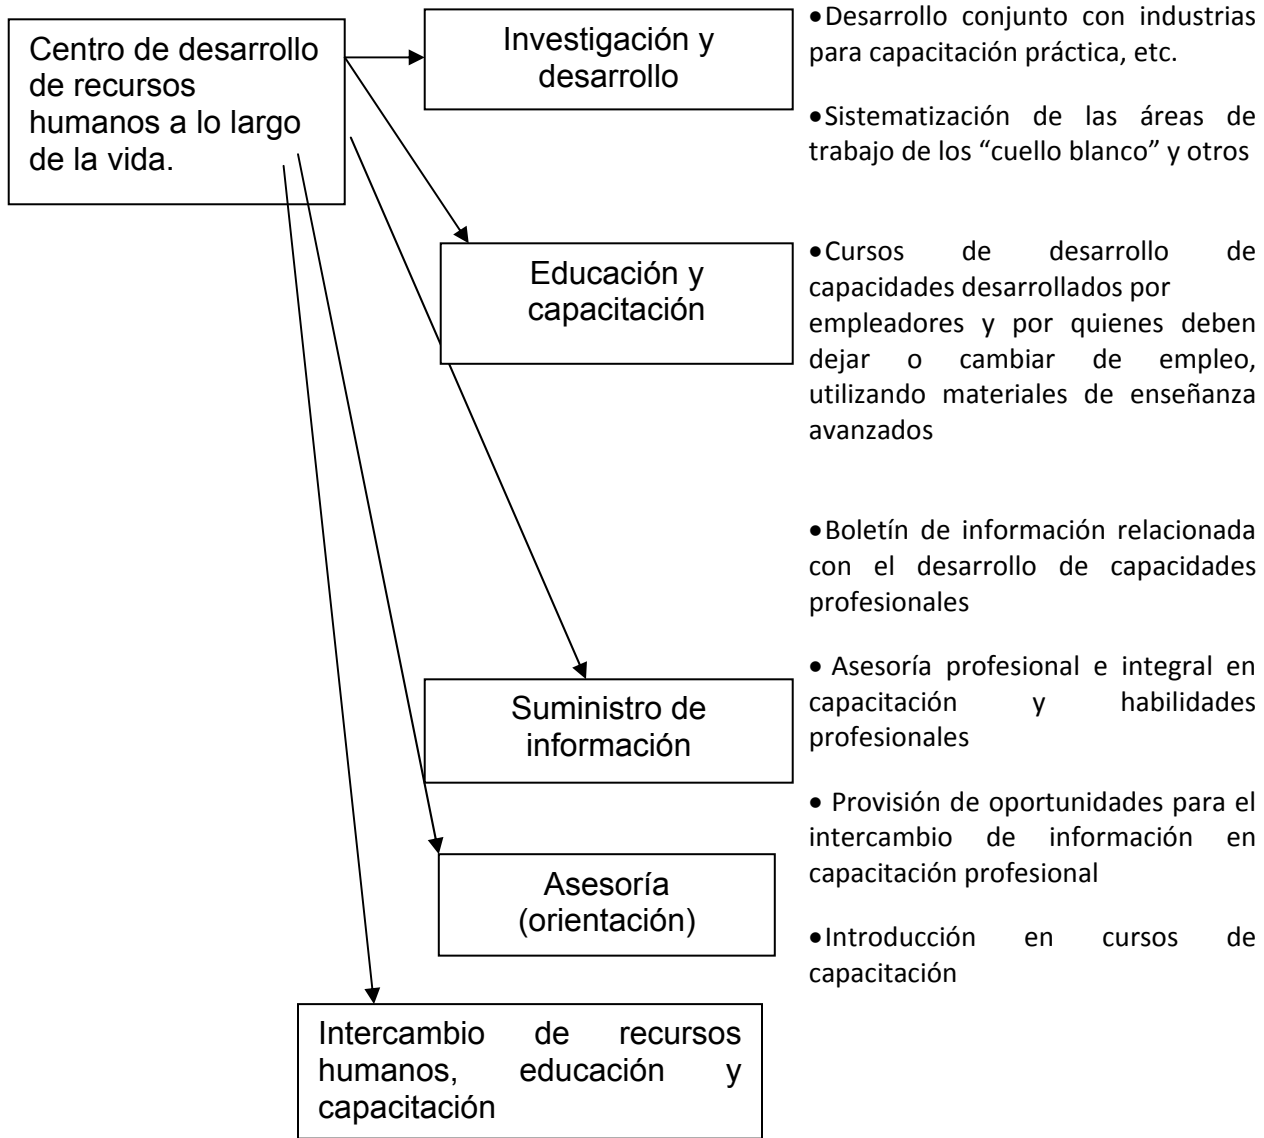 Centro de desarrollo
de recursos
humanos a lo largo
de la vida.
Investigación y
desarrollo
•Desarrollo conjunto con industrias
para capacitación práctica, etc.
•Sistematización de las áreas de
trabajo de los “cuello blanco” y otros
Educación y
capacitación
•Cursos de desarrollo de
capacidades desarrollados por
empleadores y por quienes deben
dejar o cambiar de empleo,
utilizando materiales de enseñanza
avanzados
•Boletín de información relacionada
con el desarrollo de capacidades
profesionales
Suministro de
información
• Asesoría profesional e integral en
capacitación y habilidades
profesionales
• Provisión de oportunidades para el
intercambio de información en
capacitación profesional
Asesoría
(orientación)
•Introducción en cursos de
capacitación
Intercambio de recursos
humanos, educación y
capacitación